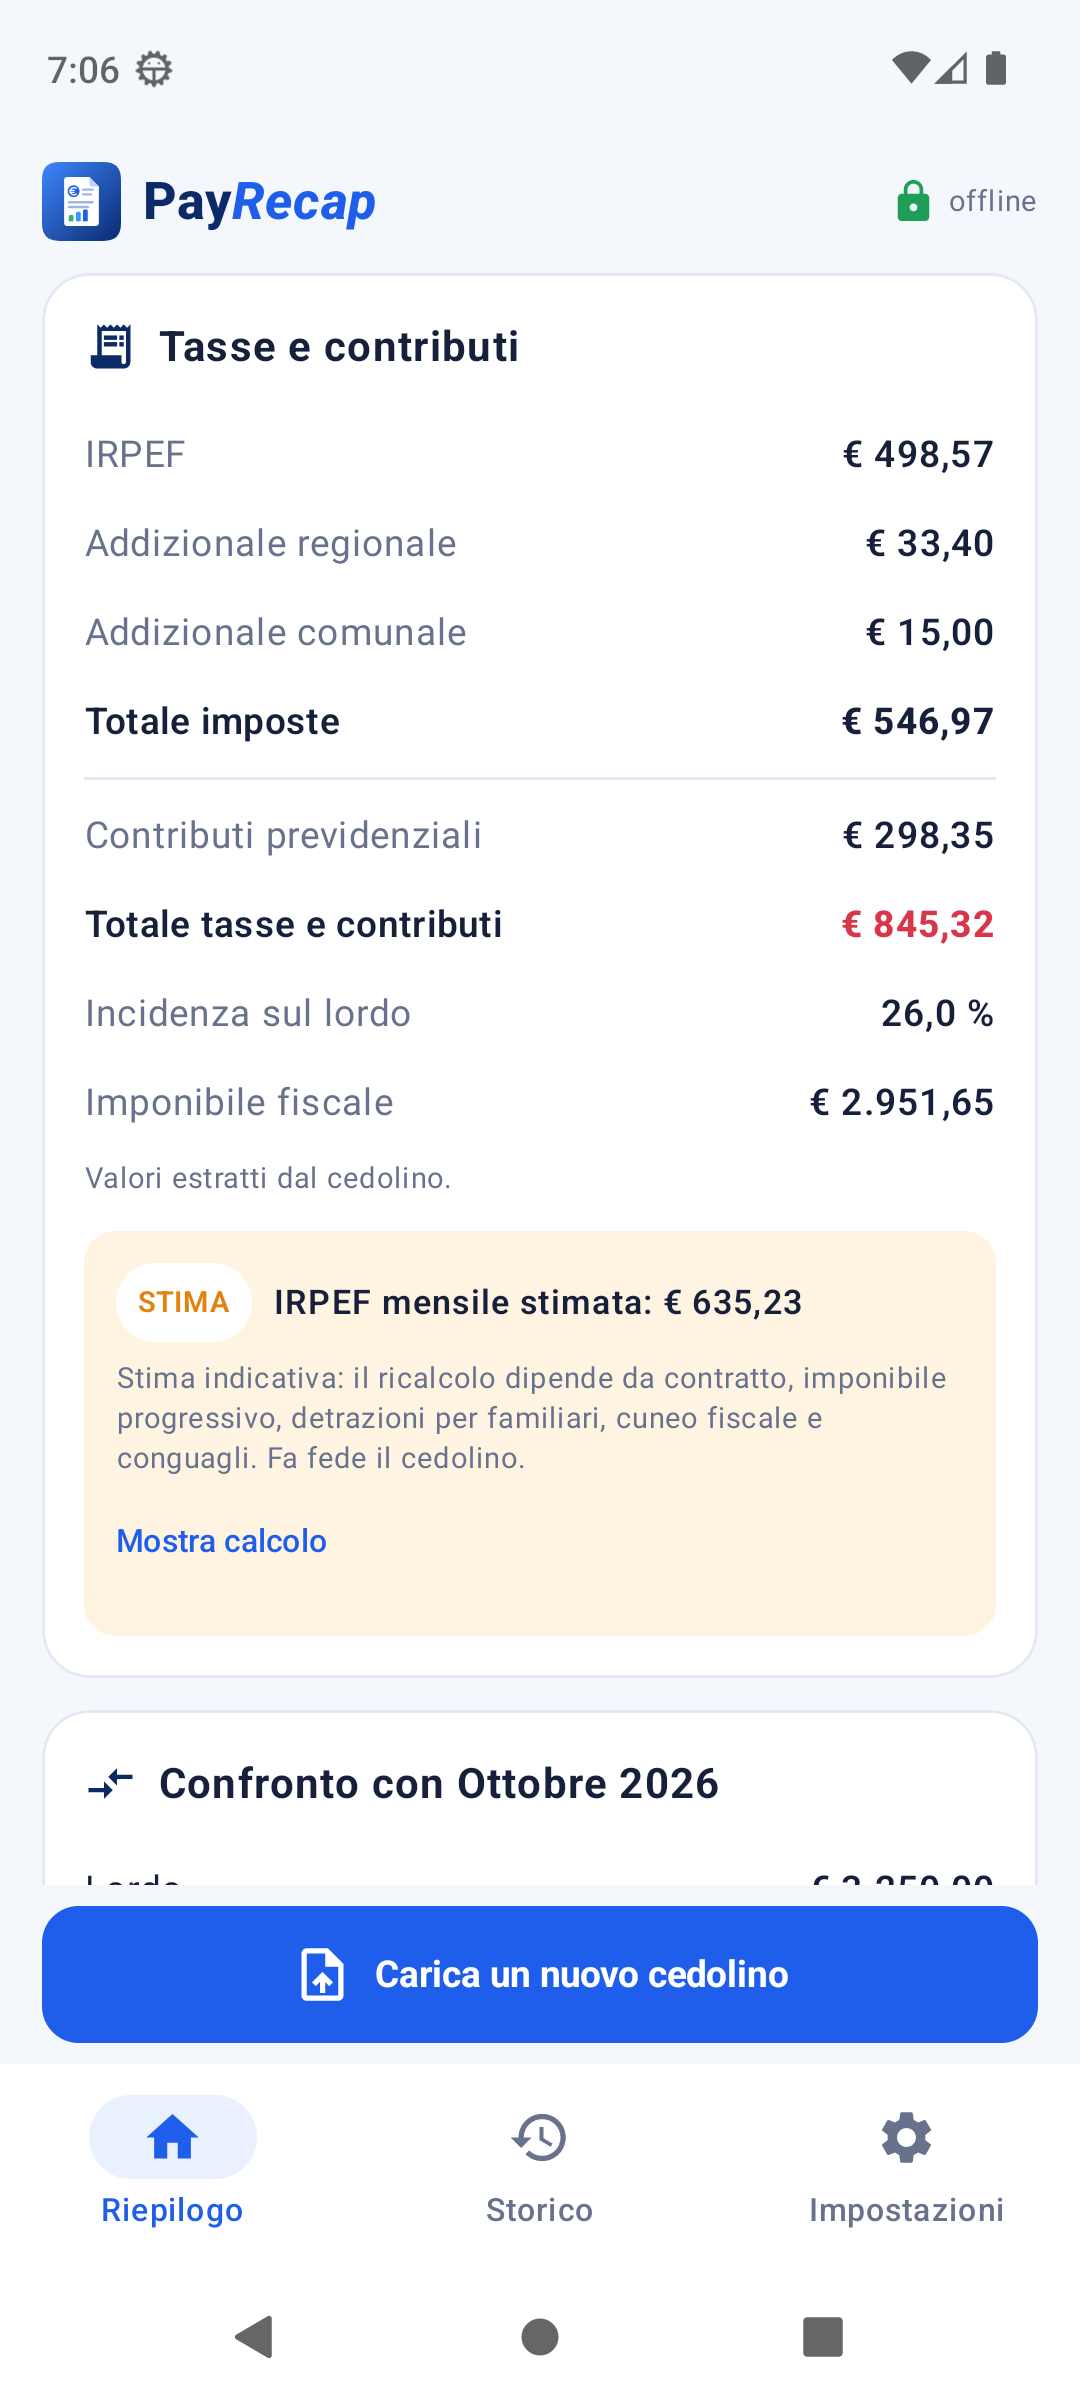 7:06
PayRecap
offline
Tasse e contributi
IRPEF € 498,57
Addizionale regionale € 33,40
Addizionale comunale € 15,00
Totale imposte € 546,97
Contributi previdenziali € 298,35
Totale tasse e contributi € 845,32
Incidenza sul lordo 26,0 %
Imponibile fiscale € 2.951,65
Valori estratti dal cedolino.
STIMA IRPEF mensile stimata: € 635,23
Stima indicativa: il ricalcolo dipende da contratto, imponibile
progressivo, detrazioni per familiari, cuneo fiscale e
conguagli. Fa fede il cedolino.
Mostra calcolo
Confronto con Ottobre 2026
Carica un nuovo cedolino
Riepilogo
Storico
Impostazioni